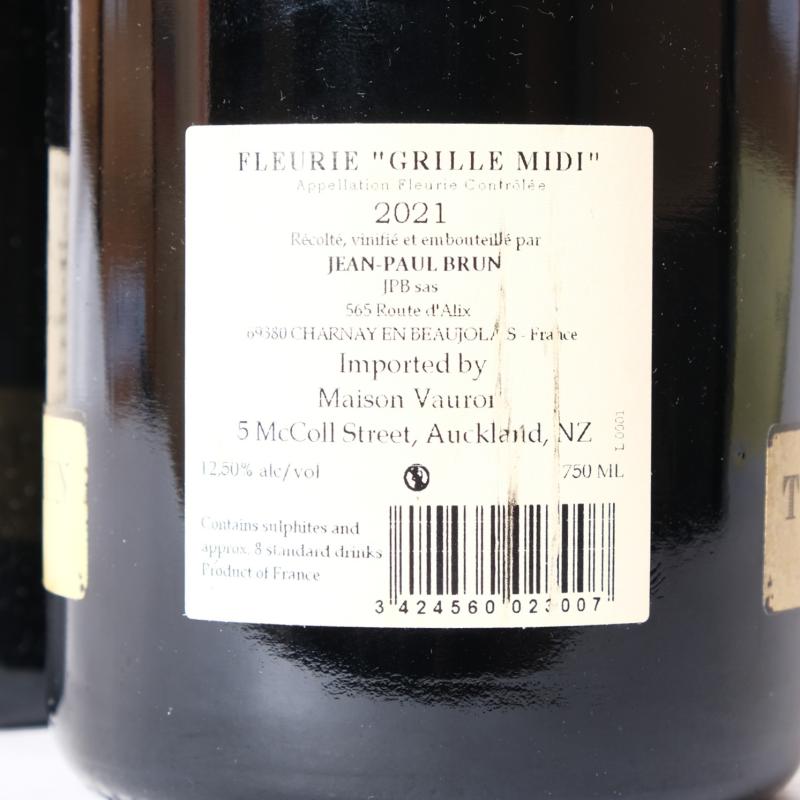 FLEURIE "GRILLE MIDI"
Appellation Fleurie Contrôlée
2021
Récolté, vinifié et embouteillé par
JEAN-PAUL BRUN
JPB sas
565 Route d'Alix
69380 CHARNAY EN BEAUJOLAIS - France
Imported by
Maison Vauron
5 McColl Street, Auckland, NZ
L 0001
12,50% alc/vol
750 ML
Contains sulphites and
approx. 8 standard drinks
Product of France
3 424560 023007
T